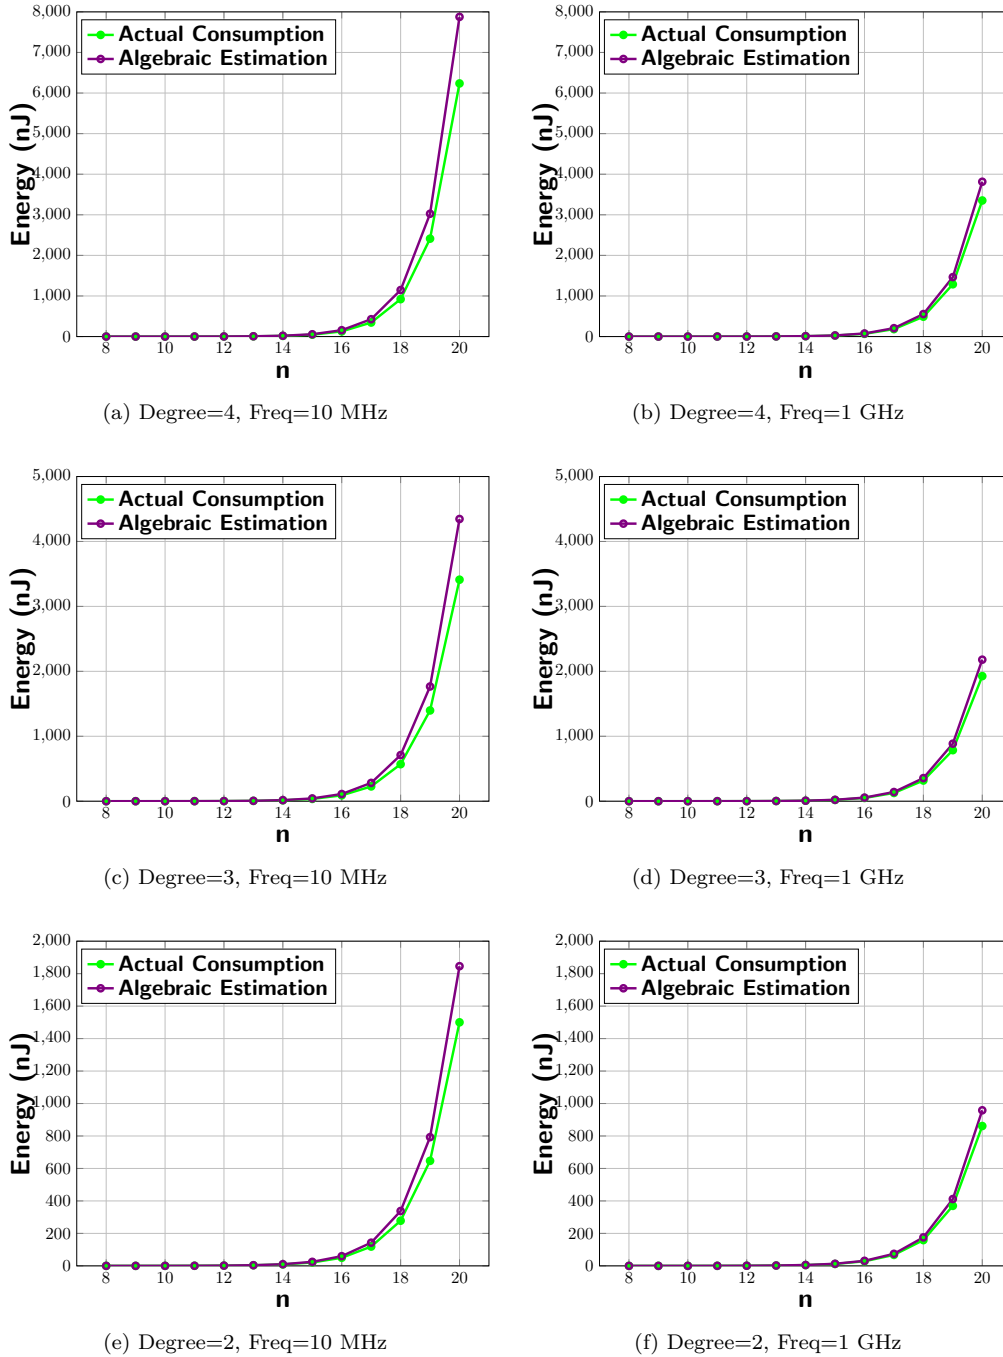 8,000
7,000
6,000
5,000
4,000
3,000
2,000
1,000
0
Energy (nJ)
Actual Consumption
Algebraic Estimation
8 10 12 14 16 18 20
n
(a) Degree=4, Freq=10 MHz
8,000
7,000
6,000
5,000
4,000
3,000
2,000
1,000
0
Energy (nJ)
Actual Consumption
Algebraic Estimation
8 10 12 14 16 18 20
n
(b) Degree=4, Freq=1 GHz
5,000
4,000
3,000
2,000
1,000
0
Energy (nJ)
Actual Consumption
Algebraic Estimation
8 10 12 14 16 18 20
n
(c) Degree=3, Freq=10 MHz
5,000
4,000
3,000
2,000
1,000
0
Energy (nJ)
Actual Consumption
Algebraic Estimation
8 10 12 14 16 18 20
n
(d) Degree=3, Freq=1 GHz
2,000
1,800
1,600
1,400
1,200
1,000
800
600
400
200
0
Energy (nJ)
Actual Consumption
Algebraic Estimation
8 10 12 14 16 18 20
n
(e) Degree=2, Freq=10 MHz
2,000
1,800
1,600
1,400
1,200
1,000
800
600
400
200
0
Energy (nJ)
Actual Consumption
Algebraic Estimation
8 10 12 14 16 18 20
n
(f) Degree=2, Freq=1 GHz